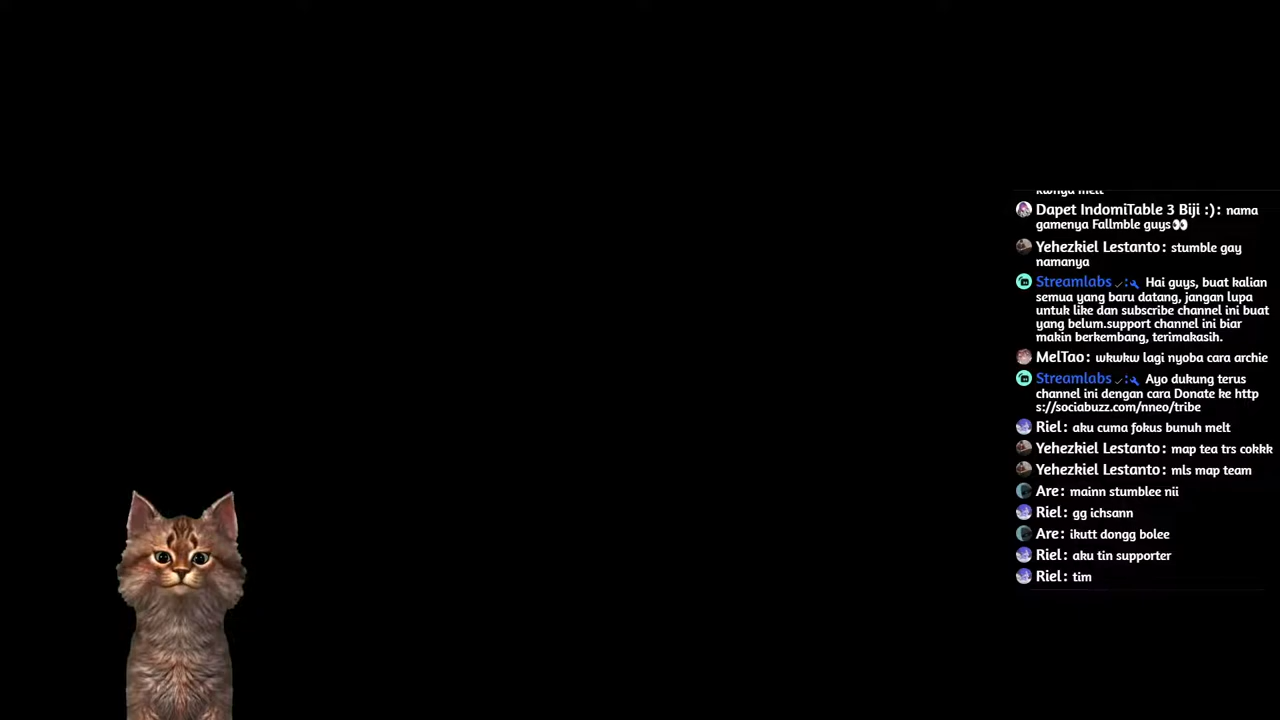 kwnya melt
Dapet IndomiTable 3 Biji :): nama
gamenya Fallmble guys👀
Yehezkiel Lestanto: stumble gay
namanya
Streamlabs ✓:🔧 Hai guys, buat kalian
semua yang baru datang, jangan lupa
untuk like dan subscribe channel ini buat
yang belum.support channel ini biar
makin berkembang, terimakasih.
MelTao: wkwkw lagi nyoba cara archie
Streamlabs ✓:🔧 Ayo dukung terus
channel ini dengan cara Donate ke http
s://sociabuzz.com/nneo/tribe
Riel: aku cuma fokus bunuh melt
Yehezkiel Lestanto: map tea trs cokkk
Yehezkiel Lestanto: mls map team
Are: mainn stumblee nii
Riel: gg ichsann
Are: ikutt dongg bolee
Riel: aku tin supporter
Riel: tim